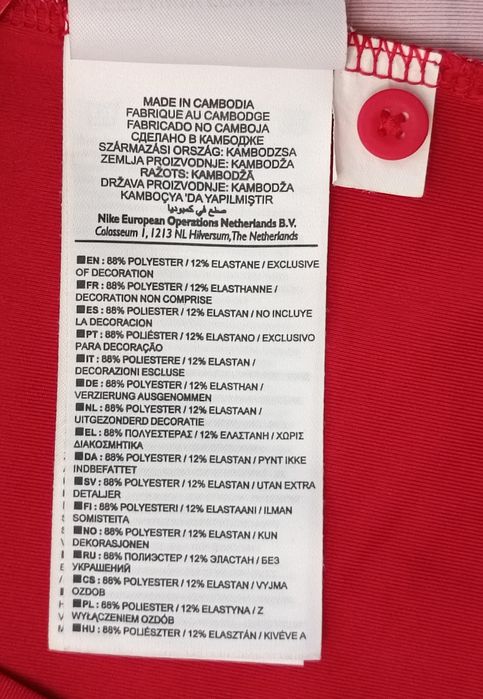 MADE IN CAMBODIA
FABRIQUE AU CAMBODGE
FABRICADO NO CAMBOJA
СДЕЛАНО В КАМБОДЖЕ
SZÁRMAZÁSI ORSZÁG: KAMBODZSA
ZEMLJA PROIZVODNJE: KAMBODŽA
RAŽOTS: KAMBODŽĀ
DRŽAVA PROIZVODNJE: KAMBODŽA
KAMBOÇYA'DA YAPILMIŞTIR
صنع في كمبوديا
Nike European Operations Netherlands B.V.
Colosseum 1, 1213 NL Hilversum, The Netherlands
EN : 88% POLYESTER / 12% ELASTANE / EXCLUSIVE
OF DECORATION
FR : 88% POLYESTER / 12% ELASTHANNE /
DECORATION NON COMPRISE
ES : 88% POLIESTER / 12% ELASTAN / NO INCLUYE
LA DECORACION
PT : 88% POLIÉSTER / 12% ELASTANO / EXCLUSIVO
PARA DECORAÇÃO
IT : 88% POLIESTERE / 12% ELASTAN /
DECORAZIONI ESCLUSE
DE : 88% POLYESTER / 12% ELASTHAN /
VERZIERUNG AUSGENOMMEN
NL : 88% POLYESTER / 12% ELASTAAN /
UITGEZONDERD DECORATIE
EL : 88% ΠΟΛΥΕΣΤΕΡΑΣ / 12% ΕΛΑΣΤΑΝΗ / ΧΩΡΙΣ
ΔΙΑΚΟΣΜΗΤΙΚΑ
DA : 88% POLYESTER / 12% ELASTAN / PYNT IKKE
INDBEFATTET
SV : 88% POLYESTER / 12% ELASTAN / UTAN EXTRA
DETALJER
FI : 88% POLYESTERI / 12% ELASTAANI / ILMAN
SOMISTEITA
NO : 88% POLYESTER / 12% ELASTAN / KUN
DEKORASJONEN
RU : 88% ПОЛИЭСТЕР / 12% ЭЛАСТАН / БЕЗ
УКРАШЕНИЙ
CS : 88% POLYESTER / 12% ELASTAN / VYJMA
OZDOB
PL : 88% POLIESTER / 12% ELASTYNA / Z
WYŁĄCZENIEM OZDÓB
HU : 88% POLIÉSZTER / 12% ELASZTÁN / KIVÉVE A